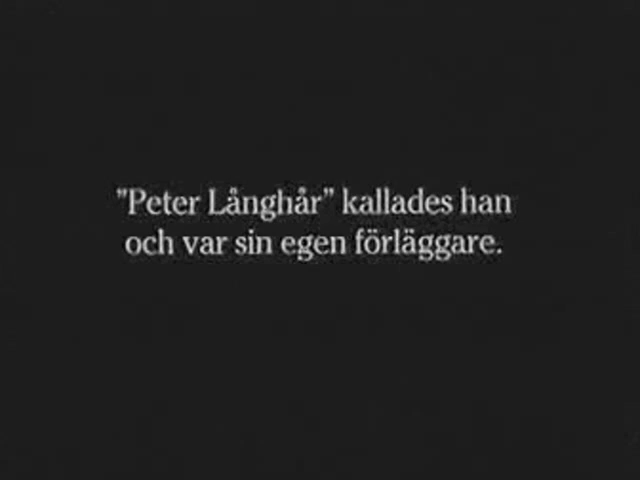 ”Peter Långhår” kallades han
och var sin egen förläggare.